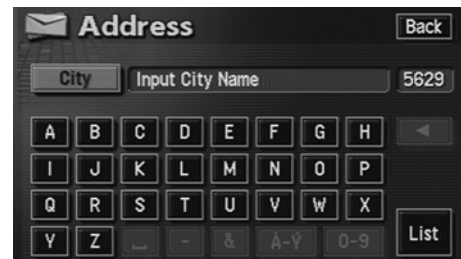 Address Back
City Input City Name 5629
A B C D E F G H
I J K L M N O P
Q R S T U V W X
Y Z - & À-Ý 0-9 List